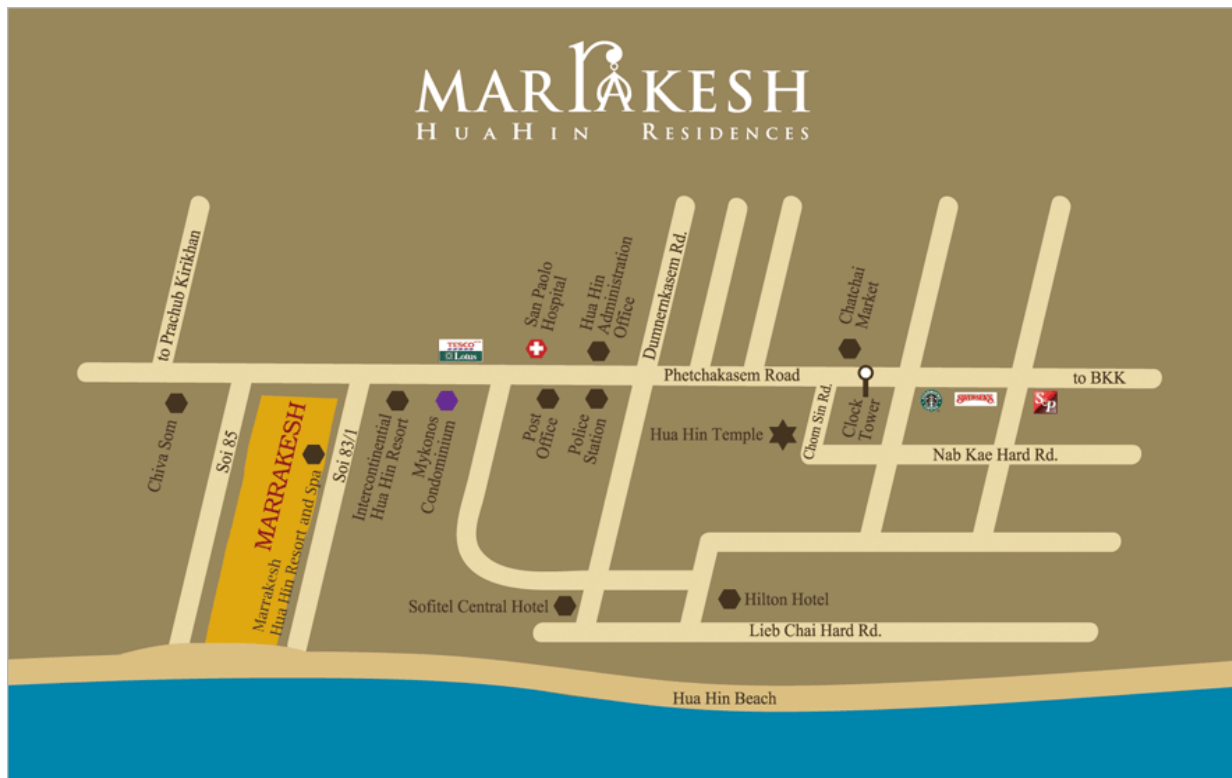 MARRAKESH
HUAHIN RESIDENCES
to Prachub Kirikhan
TESCO
Lotus
San Paolo
Hospital
Hua Hin
Administration
Office
Dumnernkasem Rd.
Chatchai
Market
Phetchakasem Road
to BKK
Chiva Som
Soi 85
MARRAKESH
Marrakesh
Hua Hin Resort and Spa
Soi 83/1
Intercontinental
Hua Hin Resort
Mykonos
Condominium
Post
Office
Police
Station
Hua Hin Temple
Chom Sin Rd.
Clock
Tower
SWENSEN'S
S&P
Nab Kae Hard Rd.
Sofitel Central Hotel
Hilton Hotel
Lieb Chai Hard Rd.
Hua Hin Beach